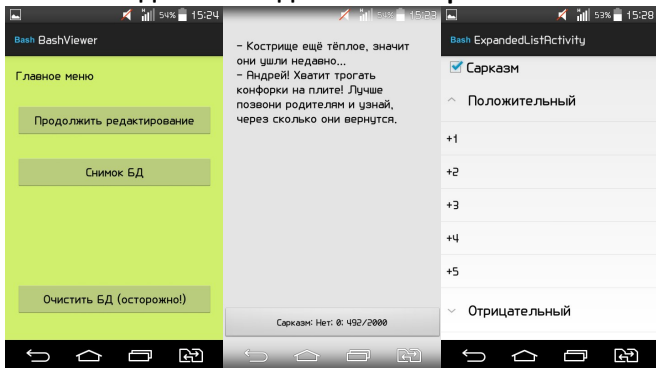 54% 15:24
Bash BashViewer
Главное меню
Продолжить редактирование
Снимок БД
Очистить БД (осторожно!)
54% 15:23
– Кострище ещё тёплое, значит
они ушли недавно...
– Андрей! Хватит трогать
конфорки на плите! Лучше
позвони родителям и узнай,
через сколько они вернутся.
Сарказм: Нет: 0: 492/2000
53% 15:28
Bash ExpandedListActivity
Сарказм
Положительный
+1
+2
+3
+4
+5
Отрицательный